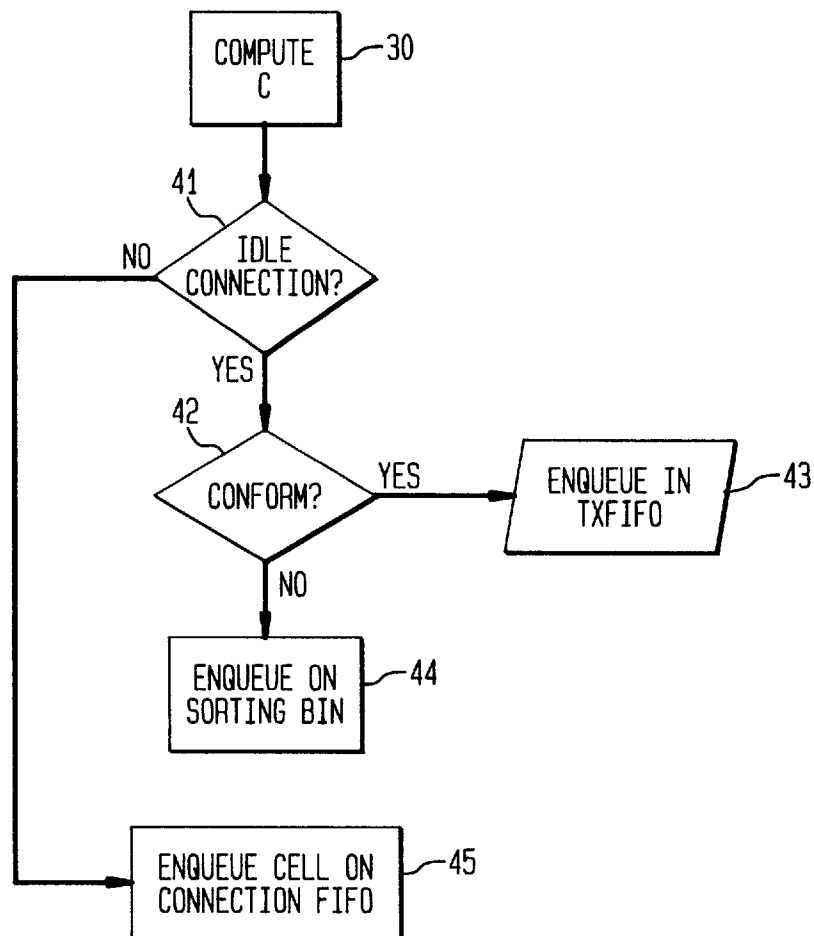 COMPUTE
C
30
41
IDLE
CONNECTION?
NO
YES
42
CONFORM?
YES
ENQUEUE IN
TXFIFO
43
NO
ENQUEUE ON
SORTING BIN
44
ENQUEUE CELL ON
CONNECTION FIFO
45